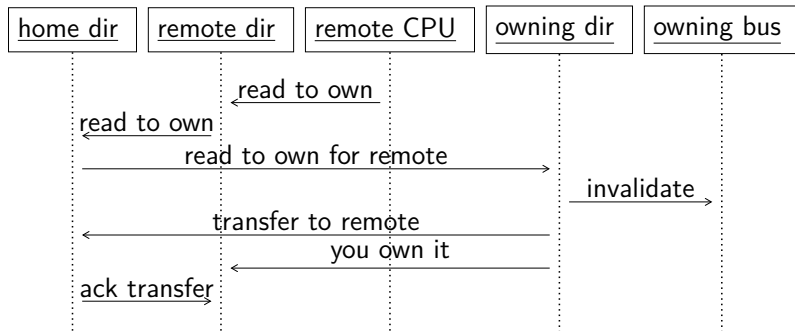 home dir
remote dir
remote CPU
owning dir
owning bus
read to own
read to own
read to own for remote
invalidate
transfer to remote
you own it
ack transfer